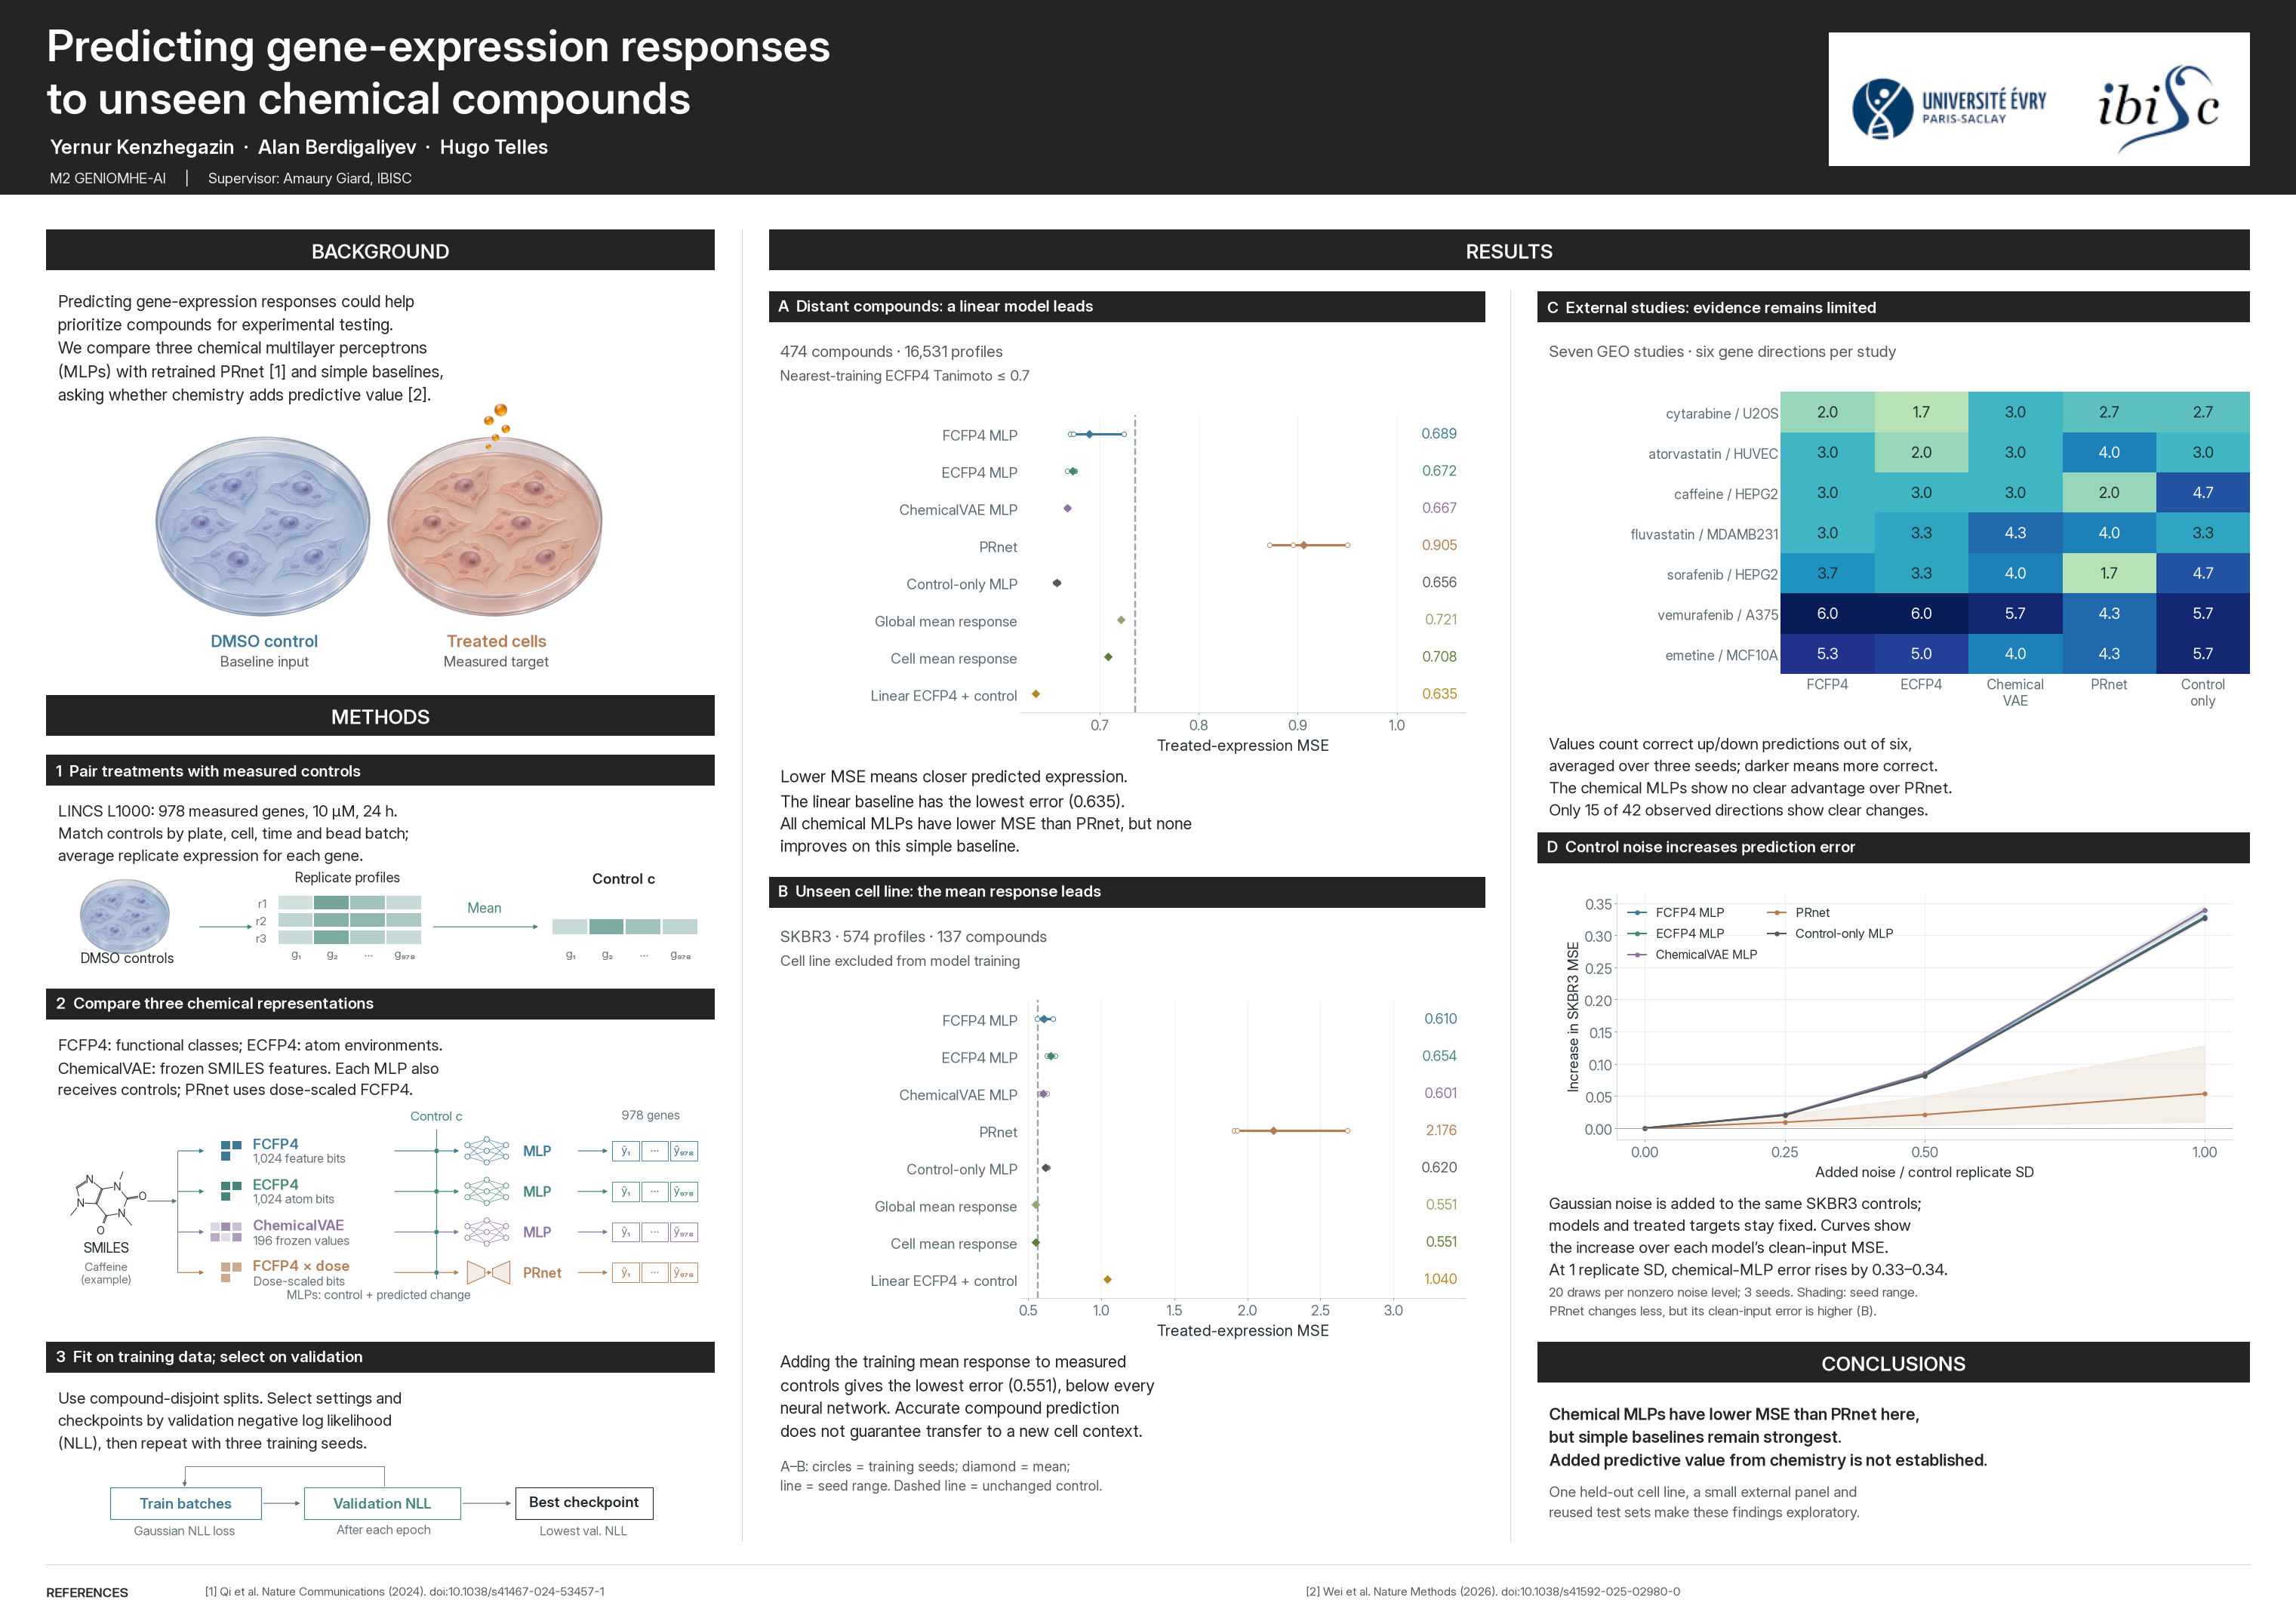 Predicting gene-expression responses
to unseen chemical compounds
Yernur Kenzhegazin · Alan Berdigaliyev · Hugo Telles
M2 GENIOMHE-AI | Supervisor: Amaury Giard, IBISC
UNIVERSITÉ ÉVRY
PARIS-SACLAY
ibiSc
BACKGROUND
Predicting gene-expression responses could help
prioritize compounds for experimental testing.
We compare three chemical multilayer perceptrons
(MLPs) with retrained PRnet [1] and simple baselines,
asking whether chemistry adds predictive value [2].
DMSO control
Baseline input
Treated cells
Measured target
METHODS
1 Pair treatments with measured controls
LINCS L1000: 978 measured genes, 10 µM, 24 h.
Match controls by plate, cell, time and bead batch;
average replicate expression for each gene.
Replicate profiles
Control c
r1
r2
r3
Mean
DMSO controls
g₁ g₂ ··· g₉₇₈
g₁ g₂ ··· g₉₇₈
2 Compare three chemical representations
FCFP4: functional classes; ECFP4: atom environments.
ChemicalVAE: frozen SMILES features. Each MLP also
receives controls; PRnet uses dose-scaled FCFP4.
Control c
978 genes
FCFP4
1,024 feature bits
MLP
ŷ₁ ··· ŷ₉₇₈
ECFP4
1,024 atom bits
MLP
ŷ₁ ··· ŷ₉₇₈
ChemicalVAE
196 frozen values
MLP
ŷ₁ ··· ŷ₉₇₈
FCFP4 × dose
Dose-scaled bits
PRnet
ŷ₁ ··· ŷ₉₇₈
N
N
N
N
O
O
SMILES
Caffeine
(example)
MLPs: control + predicted change
3 Fit on training data; select on validation
Use compound-disjoint splits. Select settings and
checkpoints by validation negative log likelihood
(NLL), then repeat with three training seeds.
Train batches
Validation NLL
Best checkpoint
Gaussian NLL loss
After each epoch
Lowest val. NLL
RESULTS
A Distant compounds: a linear model leads
474 compounds · 16,531 profiles
Nearest-training ECFP4 Tanimoto ≤ 0.7
FCFP4 MLP 0.689
ECFP4 MLP 0.672
ChemicalVAE MLP 0.667
PRnet 0.905
Control-only MLP 0.656
Global mean response 0.721
Cell mean response 0.708
Linear ECFP4 + control 0.635
0.7 0.8 0.9 1.0
Treated-expression MSE
Lower MSE means closer predicted expression.
The linear baseline has the lowest error (0.635).
All chemical MLPs have lower MSE than PRnet, but none
improves on this simple baseline.
B Unseen cell line: the mean response leads
SKBR3 · 574 profiles · 137 compounds
Cell line excluded from model training
FCFP4 MLP 0.610
ECFP4 MLP 0.654
ChemicalVAE MLP 0.601
PRnet 2.176
Control-only MLP 0.620
Global mean response 0.551
Cell mean response 0.551
Linear ECFP4 + control 1.040
0.5 1.0 1.5 2.0 2.5 3.0
Treated-expression MSE
Adding the training mean response to measured
controls gives the lowest error (0.551), below every
neural network. Accurate compound prediction
does not guarantee transfer to a new cell context.
A–B: circles = training seeds; diamond = mean;
line = seed range. Dashed line = unchanged control.
C External studies: evidence remains limited
Seven GEO studies · six gene directions per study
cytarabine / U2OS 2.0 1.7 3.0 2.7 2.7
atorvastatin / HUVEC 3.0 2.0 3.0 4.0 3.0
caffeine / HEPG2 3.0 3.0 3.0 2.0 4.7
fluvastatin / MDAMB231 3.0 3.3 4.3 4.0 3.3
sorafenib / HEPG2 3.7 3.3 4.0 1.7 4.7
vemurafenib / A375 6.0 6.0 5.7 4.3 5.7
emetine / MCF10A 5.3 5.0 4.0 4.3 5.7
FCFP4 ECFP4 Chemical PRnet Control
VAE only
Values count correct up/down predictions out of six,
averaged over three seeds; darker means more correct.
The chemical MLPs show no clear advantage over PRnet.
Only 15 of 42 observed directions show clear changes.
D Control noise increases prediction error
Increase in SKBR3 MSE
0.35
0.30
0.25
0.20
0.15
0.10
0.05
0.00
FCFP4 MLP
ECFP4 MLP
ChemicalVAE MLP
PRnet
Control-only MLP
0.00 0.25 0.50 1.00
Added noise / control replicate SD
Gaussian noise is added to the same SKBR3 controls;
models and treated targets stay fixed. Curves show
the increase over each model’s clean-input MSE.
At 1 replicate SD, chemical-MLP error rises by 0.33–0.34.
20 draws per nonzero noise level; 3 seeds. Shading: seed range.
PRnet changes less, but its clean-input error is higher (B).
CONCLUSIONS
Chemical MLPs have lower MSE than PRnet here,
but simple baselines remain strongest.
Added predictive value from chemistry is not established.
One held-out cell line, a small external panel and
reused test sets make these findings exploratory.
REFERENCES
[1] Qi et al. Nature Communications (2024). doi:10.1038/s41467-024-53457-1
[2] Wei et al. Nature Methods (2026). doi:10.1038/s41592-025-02980-0